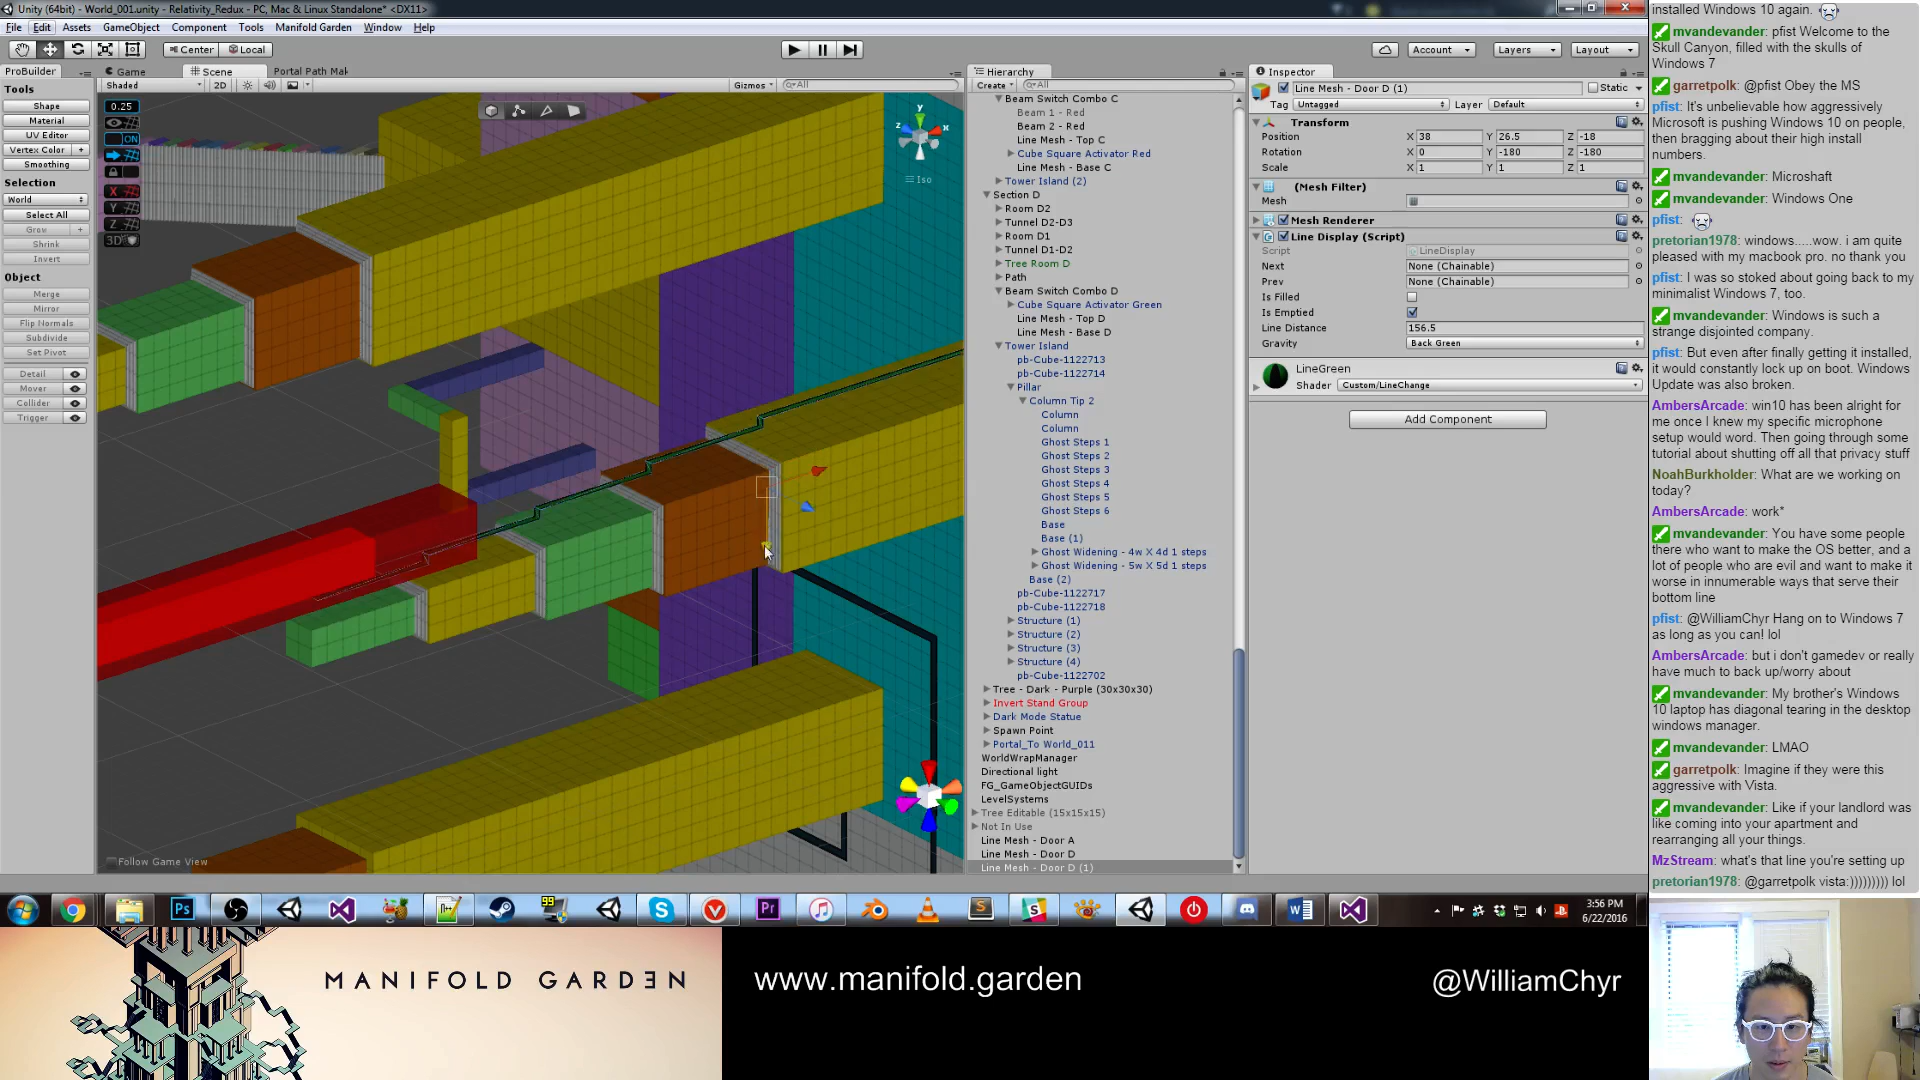 Unity (64bit) - World_001.unity - Relativity_Redux - PC, Mac & Linux Standalone* <DX11>
File Edit Assets GameObject Component Tools Manifold Garden Window Help
Center Local
Account Layers Layout
ProBuilder
Tools
Shape
Material
UV Editor
Vertex Color +
Smoothing
Selection
World
Select All
Grow +
Shrink
Invert
Object
Merge
Mirror
Flip Normals
Subdivide
Set Pivot
Detail
Mover
Collider
Trigger
Game Scene Portal Path Mak
Shaded 2D Gizmos All
0.25
ON
X
Y
Z
3D
y
z x
Iso
Follow Game View
Hierarchy
Create All
Beam Switch Combo C
Beam 1 - Red
Beam 2 - Red
Line Mesh - Top C
Cube Square Activator Red
Line Mesh - Base C
Tower Island (2)
Section D
Room D2
Tunnel D2-D3
Room D1
Tunnel D1-D2
Tree Room D
Path
Beam Switch Combo D
Cube Square Activator Green
Line Mesh - Top D
Line Mesh - Base D
Tower Island
pb-Cube-1122713
pb-Cube-1122714
Pillar
Column Tip 2
Column
Column
Ghost Steps 1
Ghost Steps 2
Ghost Steps 3
Ghost Steps 4
Ghost Steps 5
Ghost Steps 6
Base
Base (1)
Ghost Widening - 4w X 4d 1 steps
Ghost Widening - 5w X 5d 1 steps
Base (2)
pb-Cube-1122717
pb-Cube-1122718
Structure (1)
Structure (2)
Structure (3)
Structure (4)
pb-Cube-1122702
Tree - Dark - Purple (30x30x30)
Invert Stand Group
Dark Mode Statue
Spawn Point
Portal_To World_011
WorldWrapManager
Directional light
FG_GameObjectGUIDs
LevelSystems
Tree Editable (15x15x15)
Not In Use
Line Mesh - Door A
Line Mesh - Door D
Line Mesh - Door D (1)
Inspector
Line Mesh - Door D (1) Static
Tag Untagged Layer Default
Transform
Position X 38 Y 26.5 Z -18
Rotation X 0 Y -180 Z -180
Scale X 1 Y 1 Z 1
(Mesh Filter)
Mesh
Mesh Renderer
Line Display (Script)
Script LineDisplay
Next None (Chainable)
Prev None (Chainable)
Is Filled
Is Emptied
Line Distance 156.5
Gravity Back Green
LineGreen
Shader Custom/LineChange
Add Component
installed Windows 10 again.
mvandevander: pfist Welcome to the
Skull Canyon, filled with the skulls of
Windows 7
garretpolk: @pfist Obey the MS
pfist: It's unbelievable how aggressively
Microsoft is pushing Windows 10 on people,
then bragging about their high install
numbers.
mvandevander: Microshaft
mvandevander: Windows One
pfist:
pretorian1978: windows.....wow. i am quite
pleased with my macbook pro. no thank you
pfist: I was so stoked about going back to my
minimalist Windows 7, too.
mvandevander: Windows is such a
strange disjointed company.
pfist: But even after finally getting it installed,
it would constantly lock up on boot. Windows
Update was also broken.
AmbersArcade: win10 has been alright for
me once I knew my specific microphone
setup would word. Then going through some
tutorial about shutting off all that privacy stuff
NoahBurkholder: What are we working on
today?
AmbersArcade: work*
mvandevander: You have some people
there who want to make the OS better, and a
lot of people who are evil and want to make it
worse in innumerable ways that serve their
bottom line
pfist: @WilliamChyr Hang on to Windows 7
as long as you can! lol
AmbersArcade: but i don't gamedev or really
have much to back up/worry about
mvandevander: My brother's Windows
10 laptop has diagonal tearing in the desktop
windows manager.
mvandevander: LMAO
garretpolk: Imagine if they were this
aggressive with Vista.
mvandevander: Like if your landlord was
like coming into your apartment and
rearranging all your things.
MzStream: what's that line you're setting up
pretorian1978: @garretpolk vista:))))))))) lol
Ps
99
Pr
3:56 PM
6/22/2016
MANIFOLD GARDƎN
www.manifold.garden
@WilliamChyr